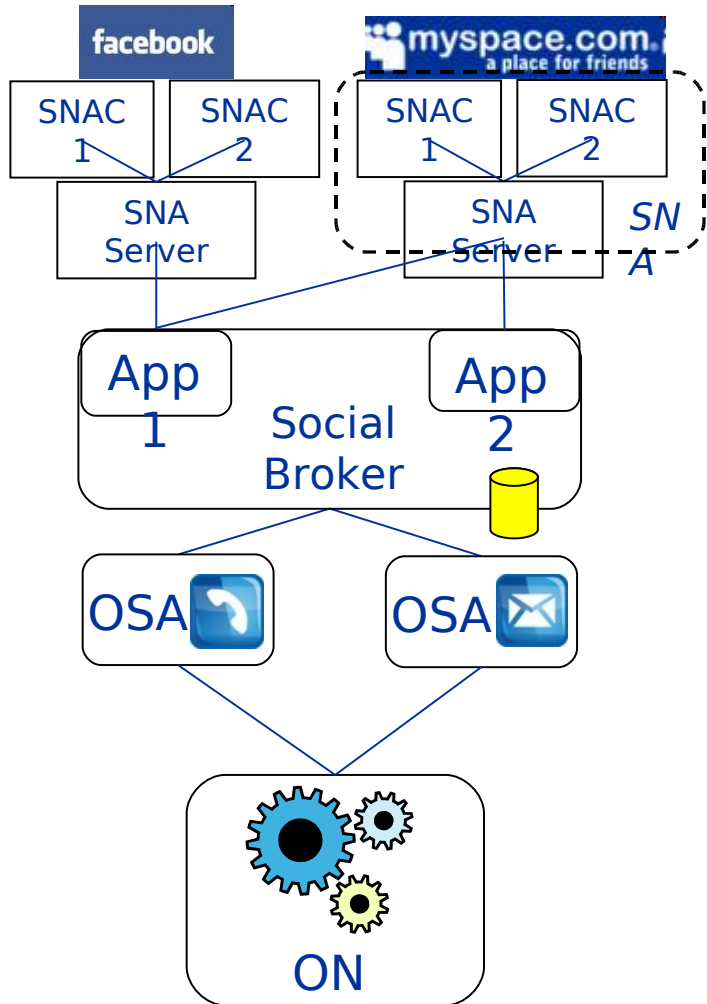 facebook
myspace.com
a place for friends
SNAC
1
SNAC
2
SNAC
1
SNAC
2
SNA
Server
SNA
Server
SN
A
App
1
App
2
Social
Broker
OSA
OSA
ON